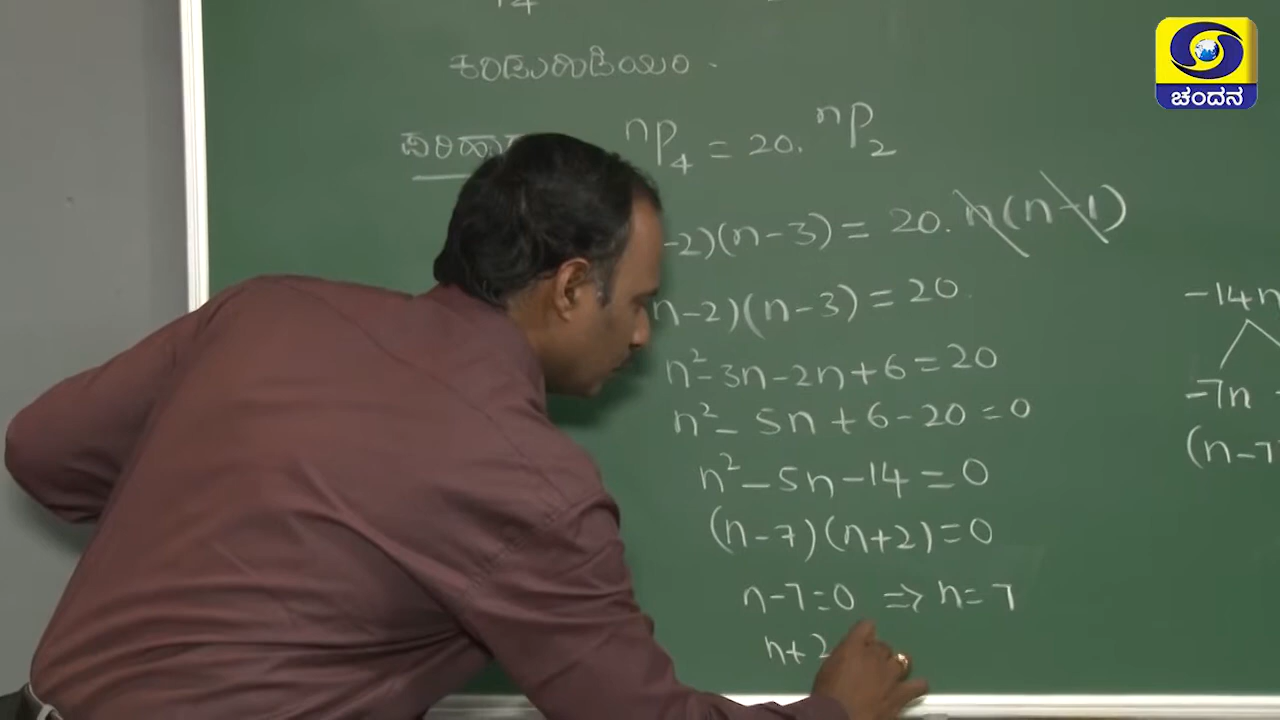 ಚಂದನ
ಕಂಡುಹಿಡಿಯಿರಿ.
ⁿP₄ = 20. ⁿP₂
-2)(n-3) = 20. n(n-1)
n-2)(n-3) = 20.
n²-3n-2n+6=20
n²-5n+6-20=0
n²-5n-14=0
(n-7)(n+2)=0
n-7=0 ⇒ n=7
n+2
-14n
-7n
(n-7